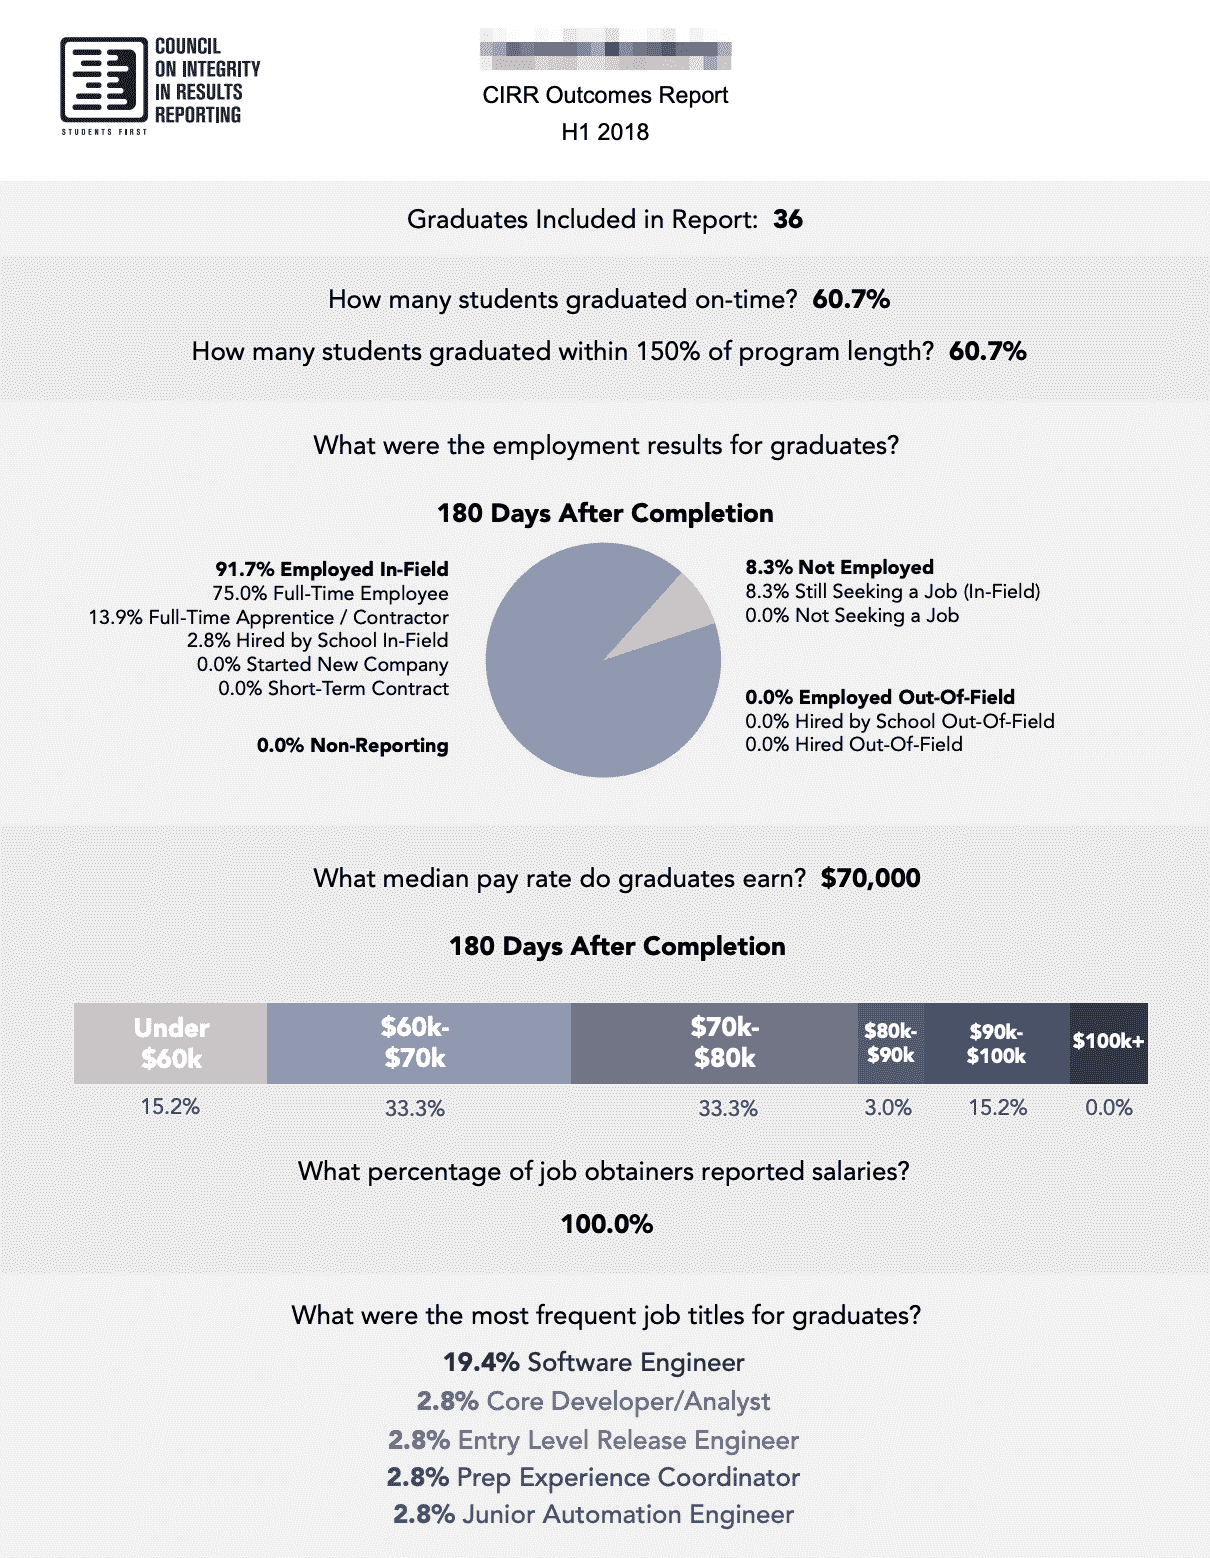 COUNCIL
ON INTEGRITY
IN RESULTS
REPORTING
STUDENTS FIRST
CIRR Outcomes Report
H1 2018
Graduates Included in Report: 36
How many students graduated on-time? 60.7%
How many students graduated within 150% of program length? 60.7%
What were the employment results for graduates?
180 Days After Completion
91.7% Employed In-Field
75.0% Full-Time Employee
13.9% Full-Time Apprentice / Contractor
2.8% Hired by School In-Field
0.0% Started New Company
0.0% Short-Term Contract
0.0% Non-Reporting
8.3% Not Employed
8.3% Still Seeking a Job (In-Field)
0.0% Not Seeking a Job
0.0% Employed Out-Of-Field
0.0% Hired by School Out-Of-Field
0.0% Hired Out-Of-Field
What median pay rate do graduates earn? $70,000
180 Days After Completion
Under
$60k
$60k-
$70k
$70k-
$80k
$80k-
$90k
$90k-
$100k
$100k+
15.2%
33.3%
33.3%
3.0%
15.2%
0.0%
What percentage of job obtainers reported salaries?
100.0%
What were the most frequent job titles for graduates?
19.4% Software Engineer
2.8% Core Developer/Analyst
2.8% Entry Level Release Engineer
2.8% Prep Experience Coordinator
2.8% Junior Automation Engineer